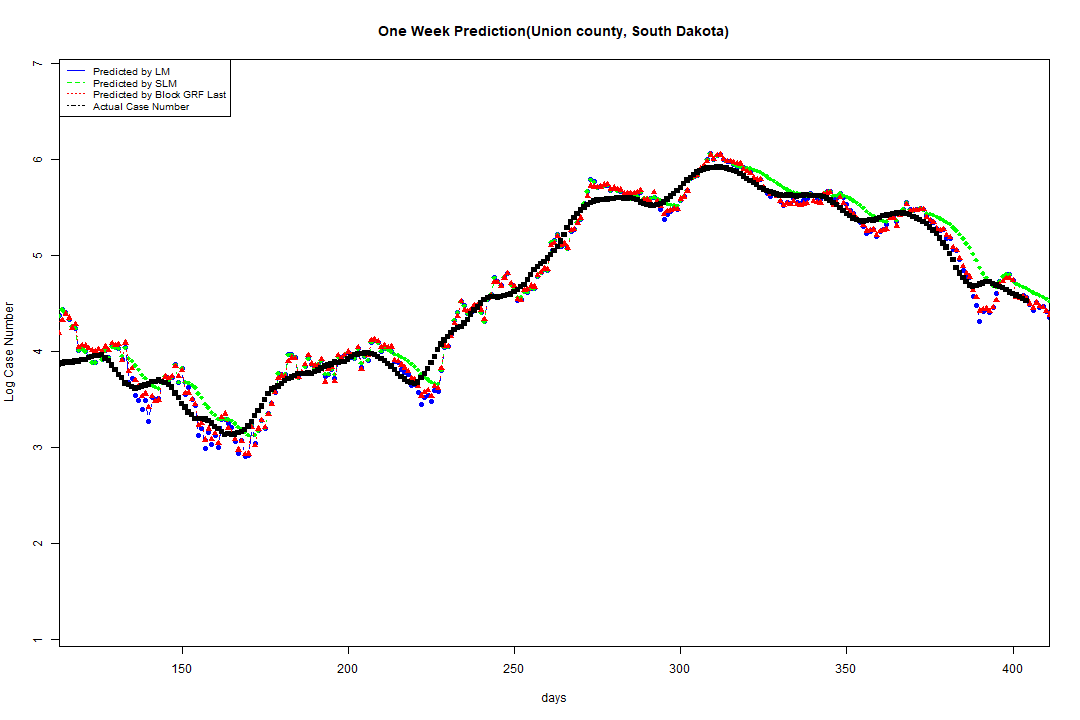 One Week Prediction(Union county, South Dakota)
Predicted by LM
Predicted by SLM
Predicted by Block GRF Last
Actual Case Number
7
6
5
4
3
2
1
Log Case Number
150 200 250 300 350 400
days